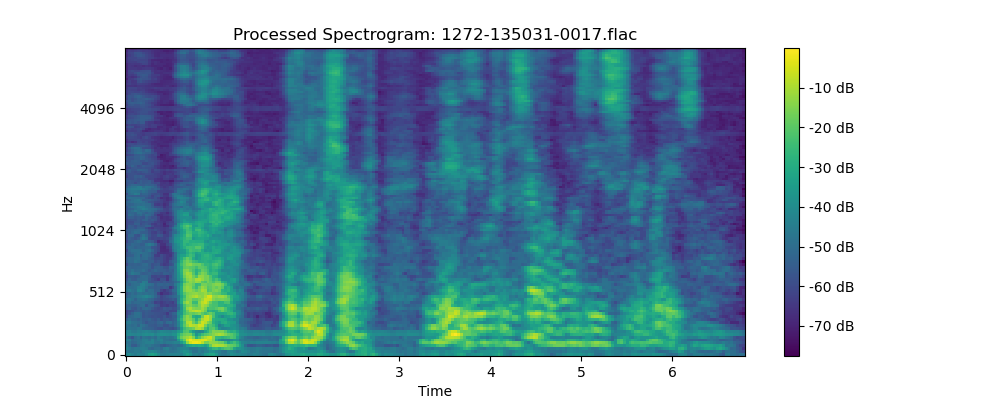 Processed Spectrogram: 1272-135031-0017.flac
Hz
4096
2048
1024
512
0
0 1 2 3 4 5 6
Time
-10 dB
-20 dB
-30 dB
-40 dB
-50 dB
-60 dB
-70 dB